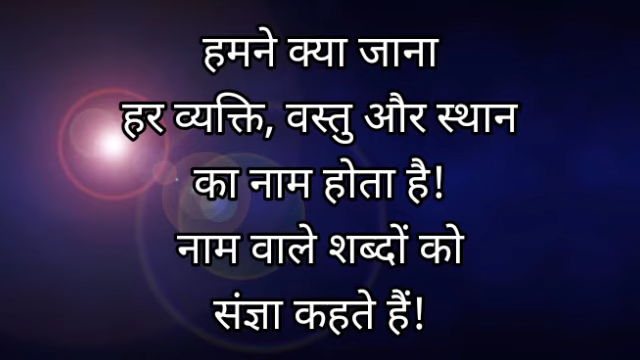 हमने क्या जाना
हर व्यक्ति, वस्तु और स्थान
का नाम होता है!
नाम वाले शब्दों को
संज्ञा कहते हैं!